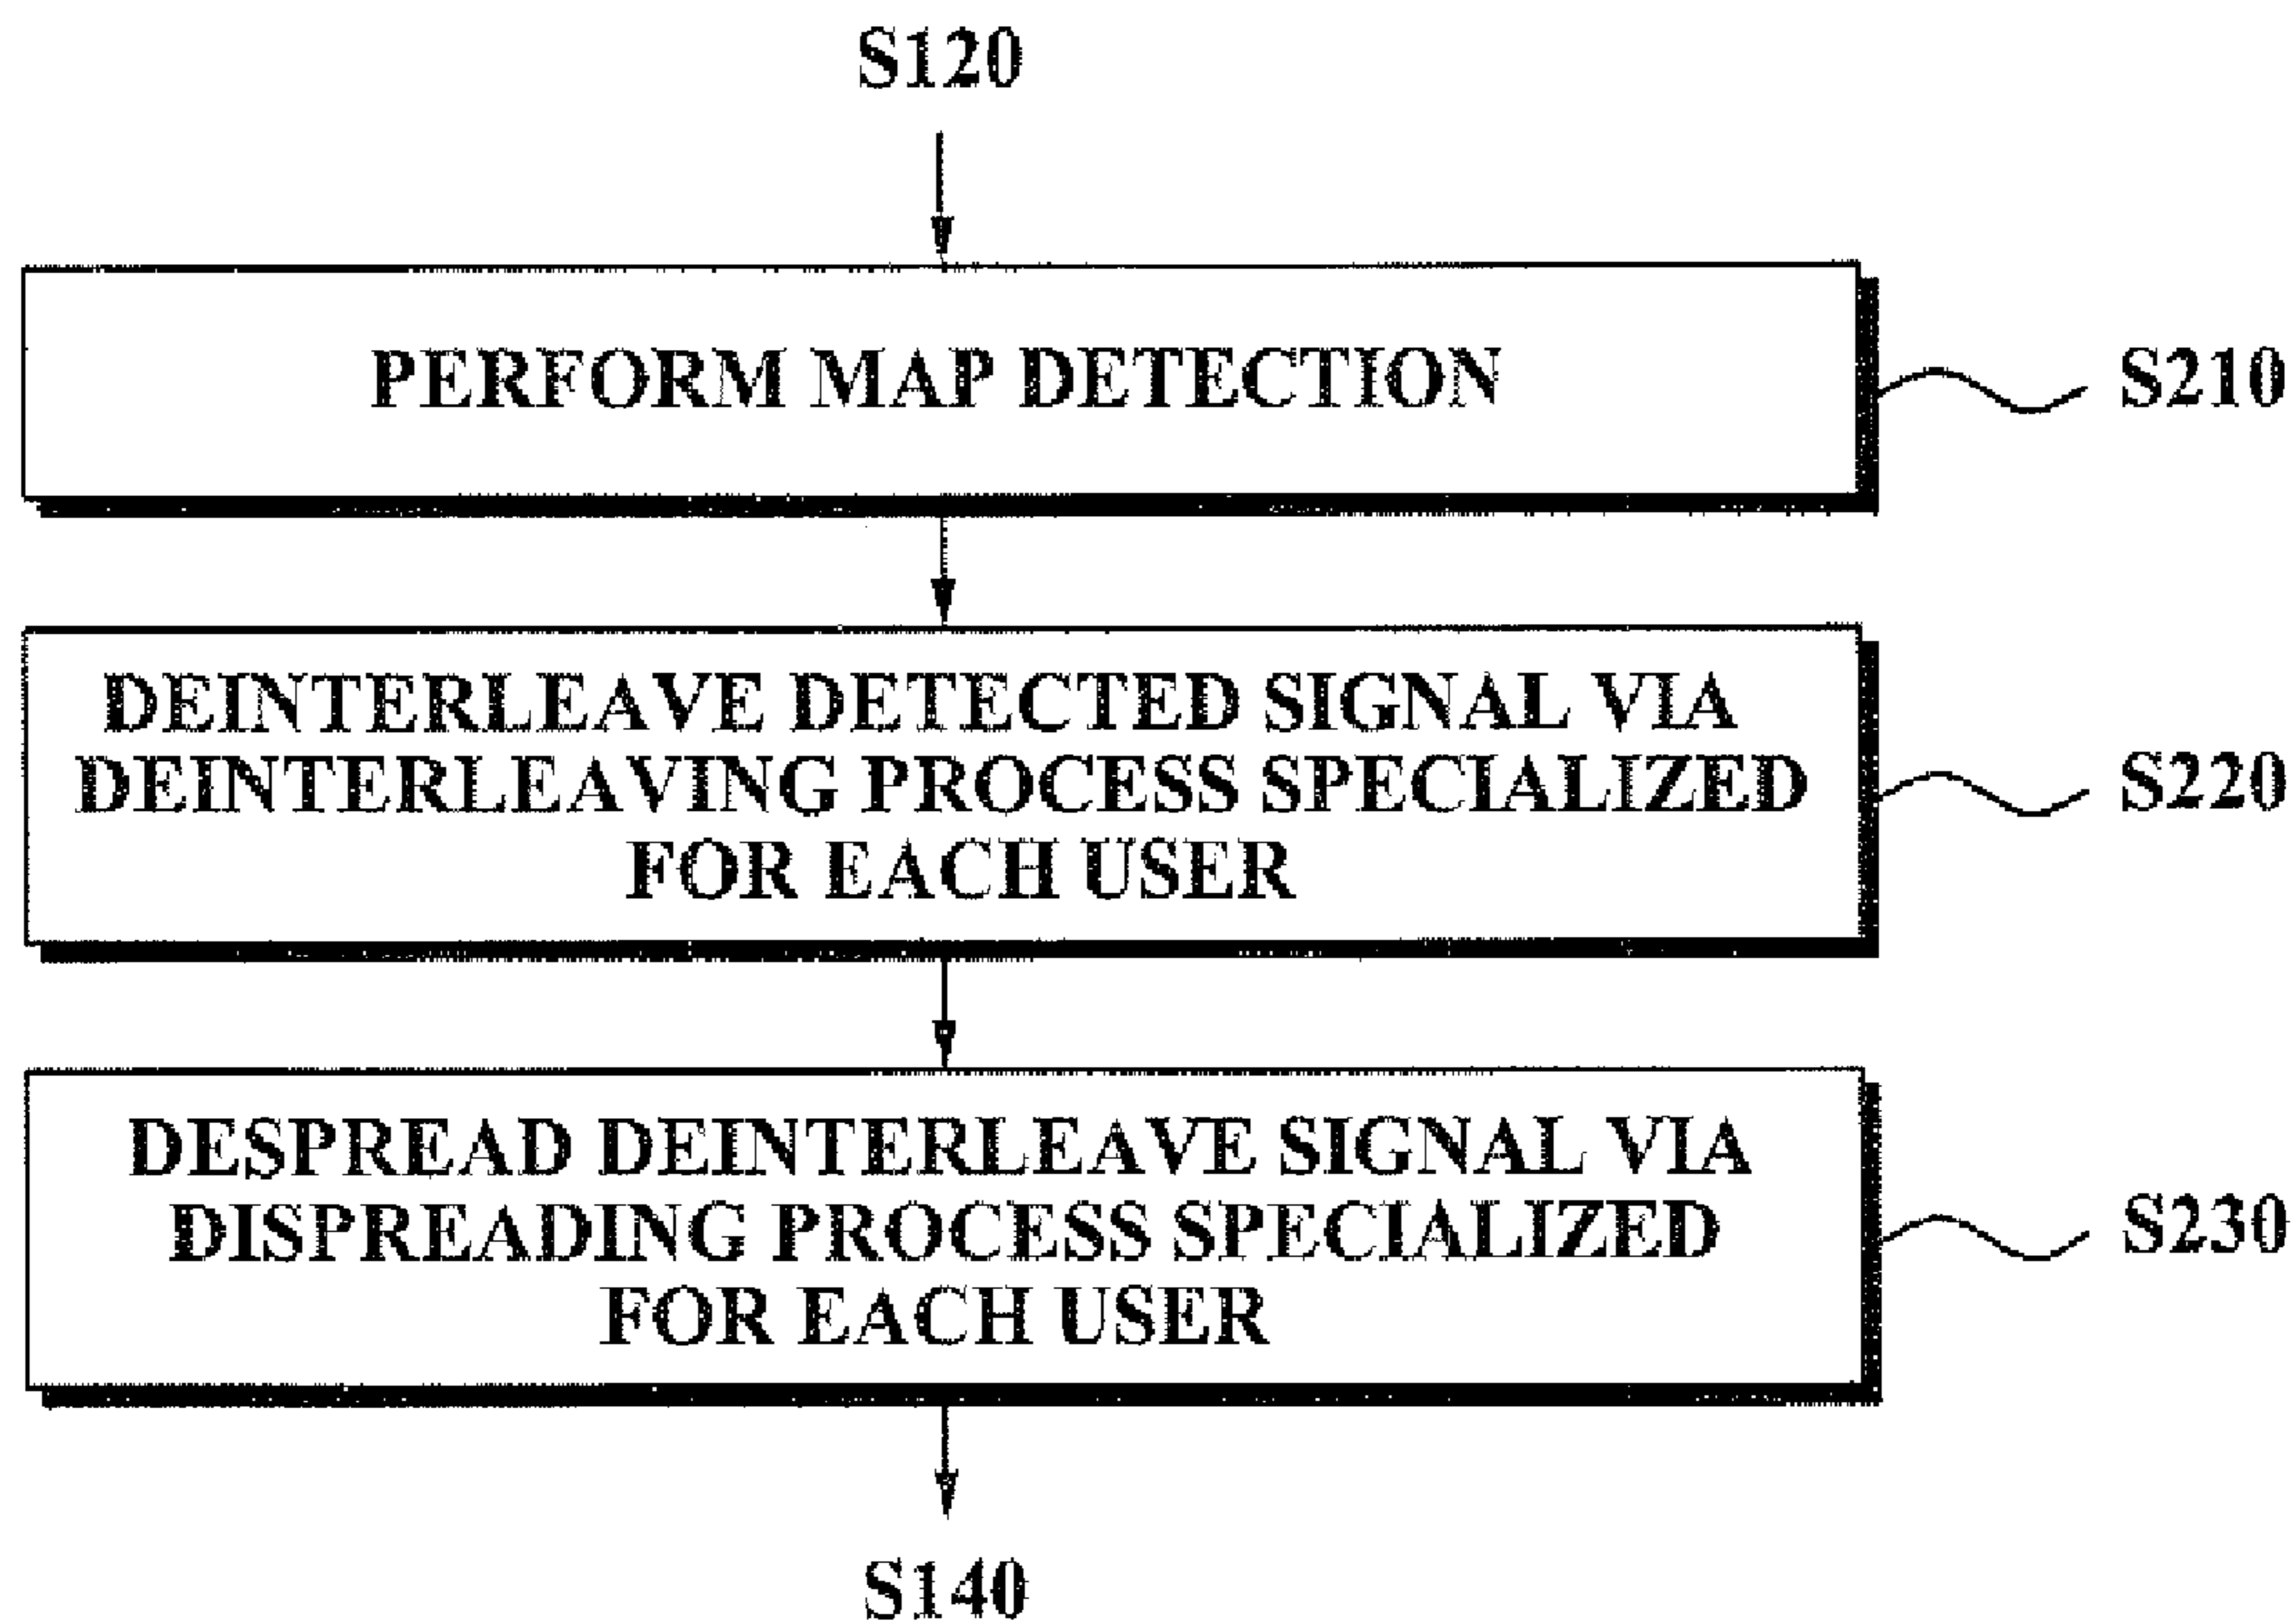 S120
PERFORM MAP DETECTION
S210
DEINTERLEAVE DETECTED SIGNAL VIA
DEINTERLEAVING PROCESS SPECIALIZED
FOR EACH USER
S220
DESPREAD DEINTERLEAVE SIGNAL VIA
DISPREADING PROCESS SPECIALIZED
FOR EACH USER
S230
S140